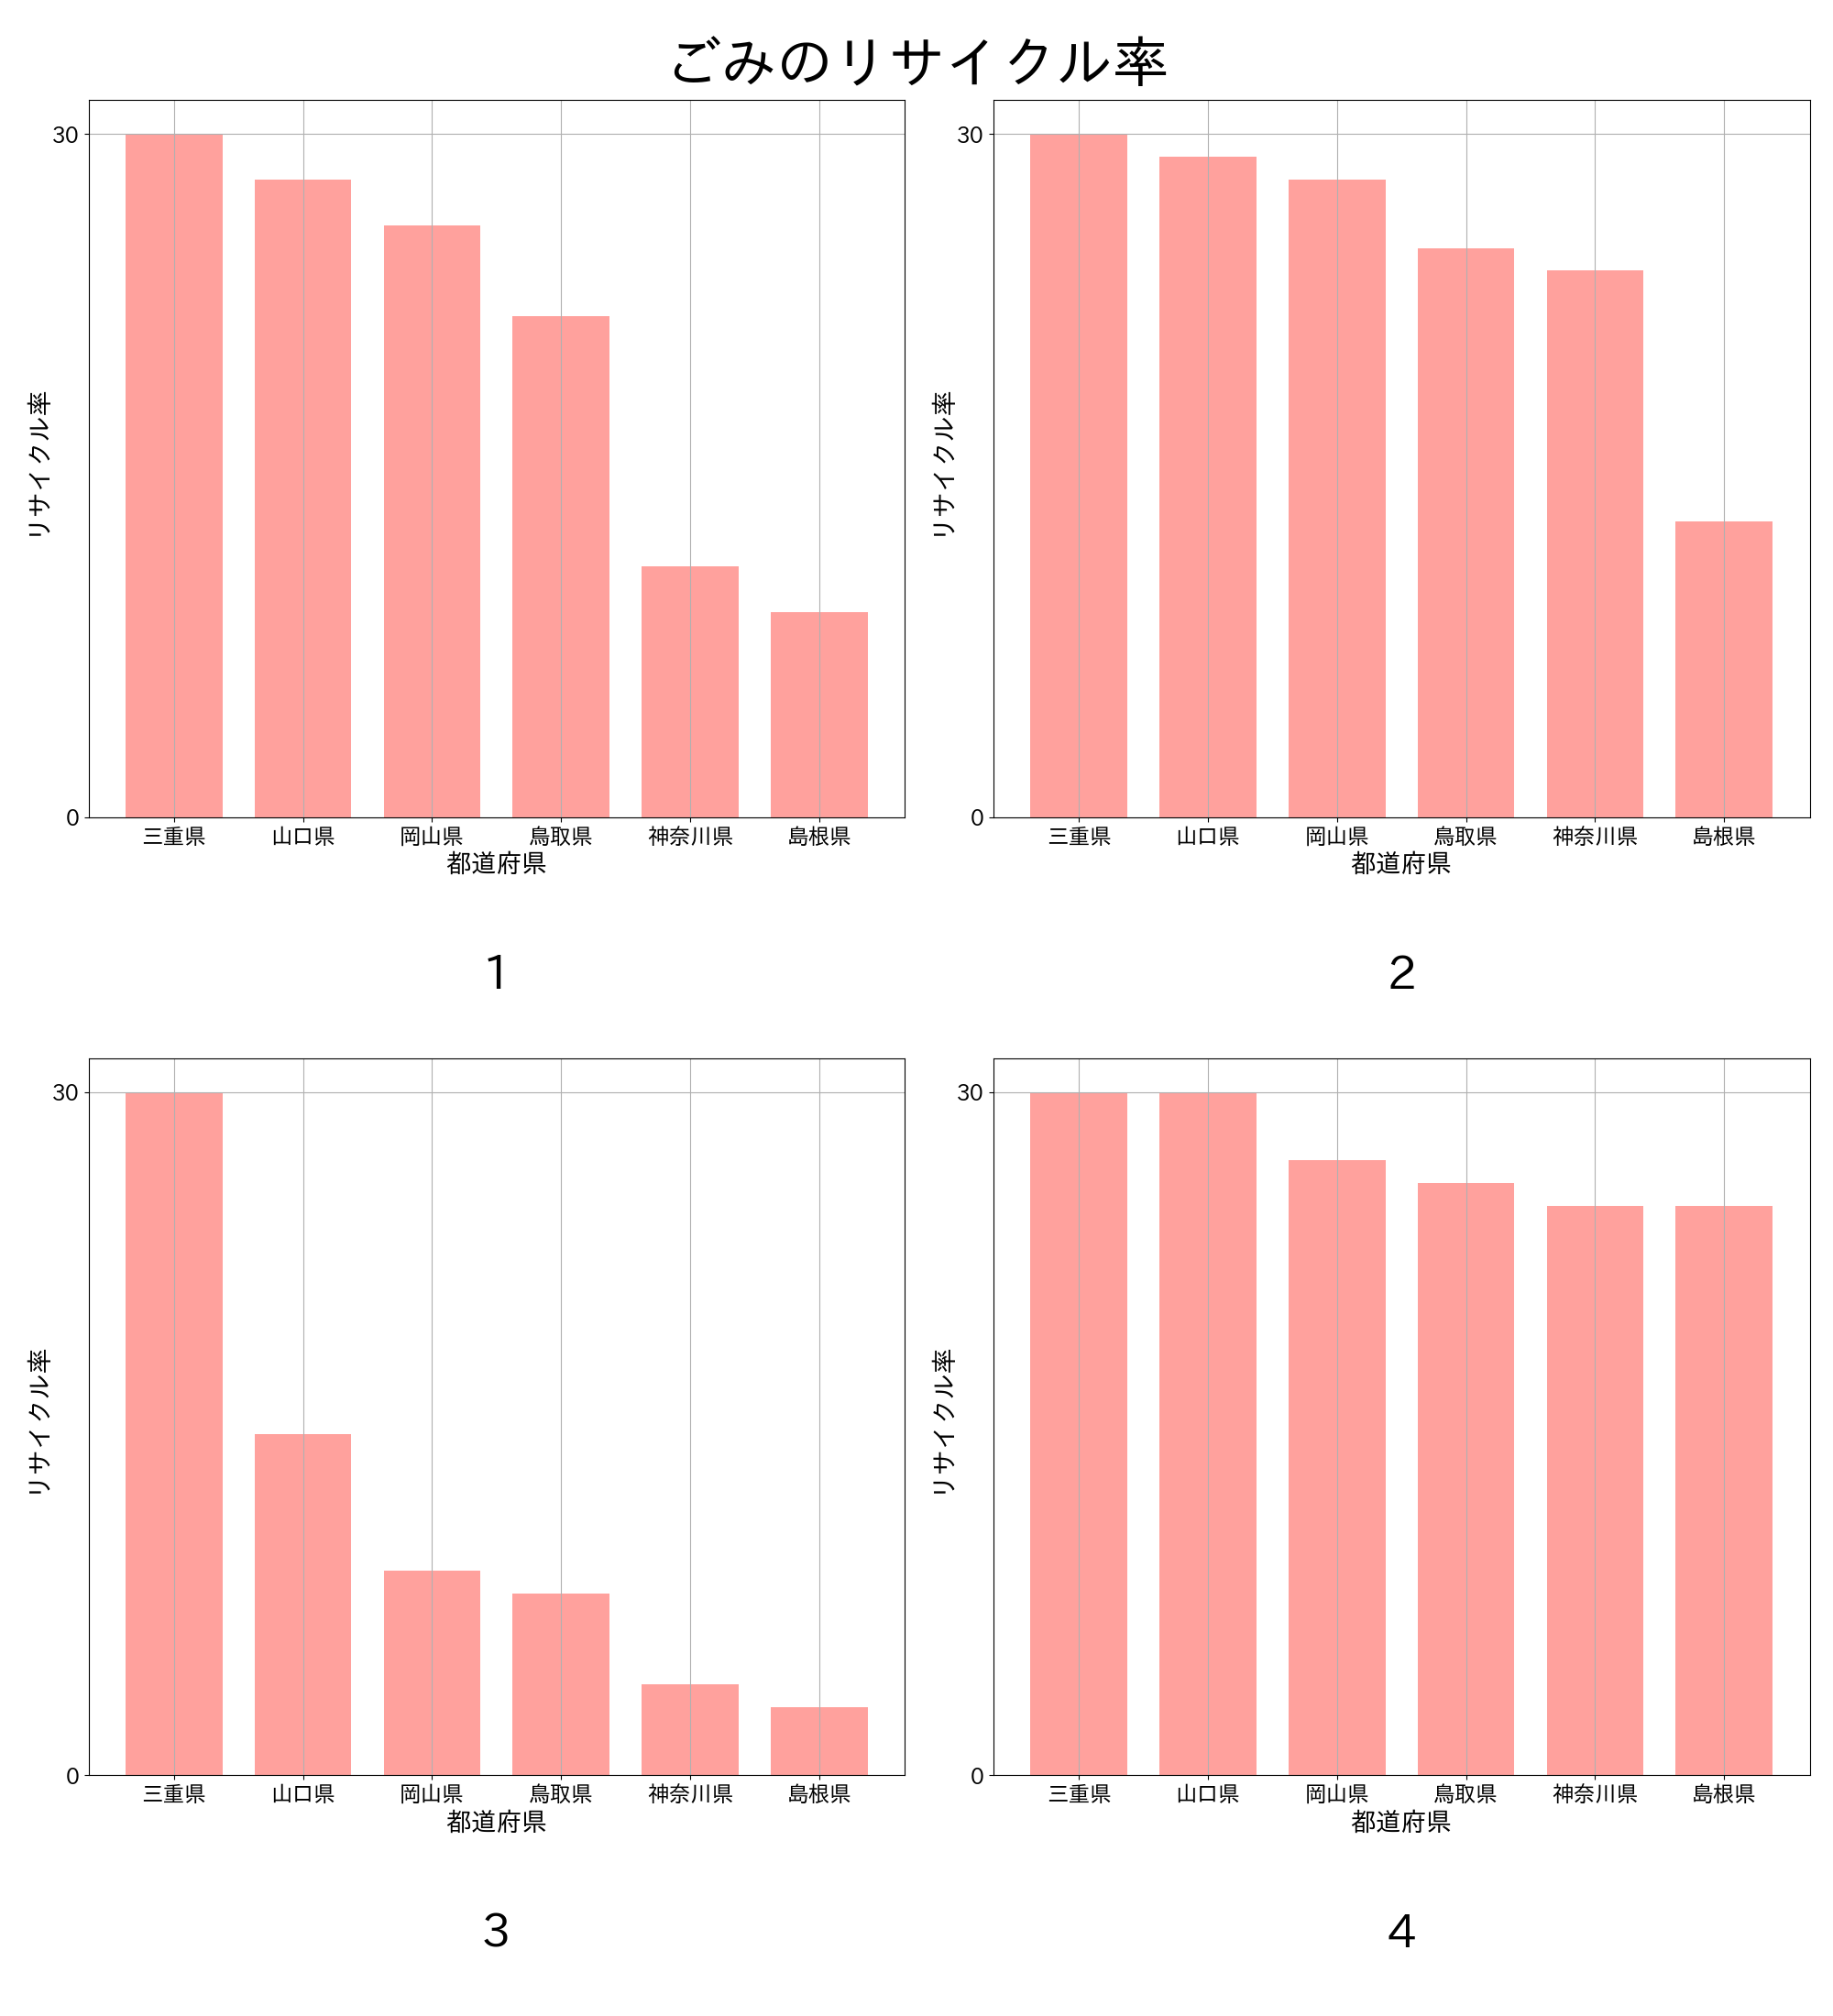 ごみのリサイクル率
30
0
リサイクル率
三重県 山口県 岡山県 鳥取県 神奈川県 島根県
都道府県
1
30
0
リサイクル率
三重県 山口県 岡山県 鳥取県 神奈川県 島根県
都道府県
2
30
0
リサイクル率
三重県 山口県 岡山県 鳥取県 神奈川県 島根県
都道府県
3
30
0
リサイクル率
三重県 山口県 岡山県 鳥取県 神奈川県 島根県
都道府県
4